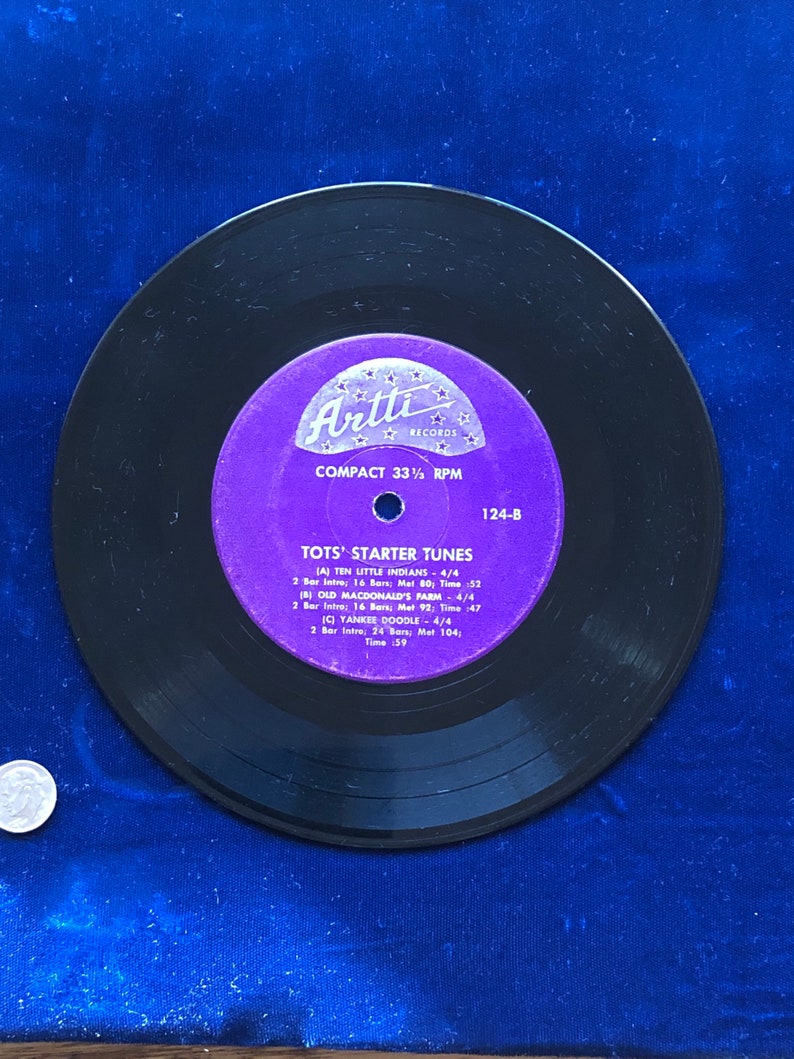 Artti
RECORDS
COMPACT 33⅓ RPM
124-B
TOTS' STARTER TUNES
(A) TEN LITTLE INDIANS - 4/4
2 Bar Intro; 16 Bars; Met 80; Time :52
(B) OLD MACDONALD'S FARM - 4/4
2 Bar Intro; 16 Bars; Met 92; Time :47
(C) YANKEE DOODLE - 4/4
2 Bar Intro; 24 Bars; Met 104;
Time :59